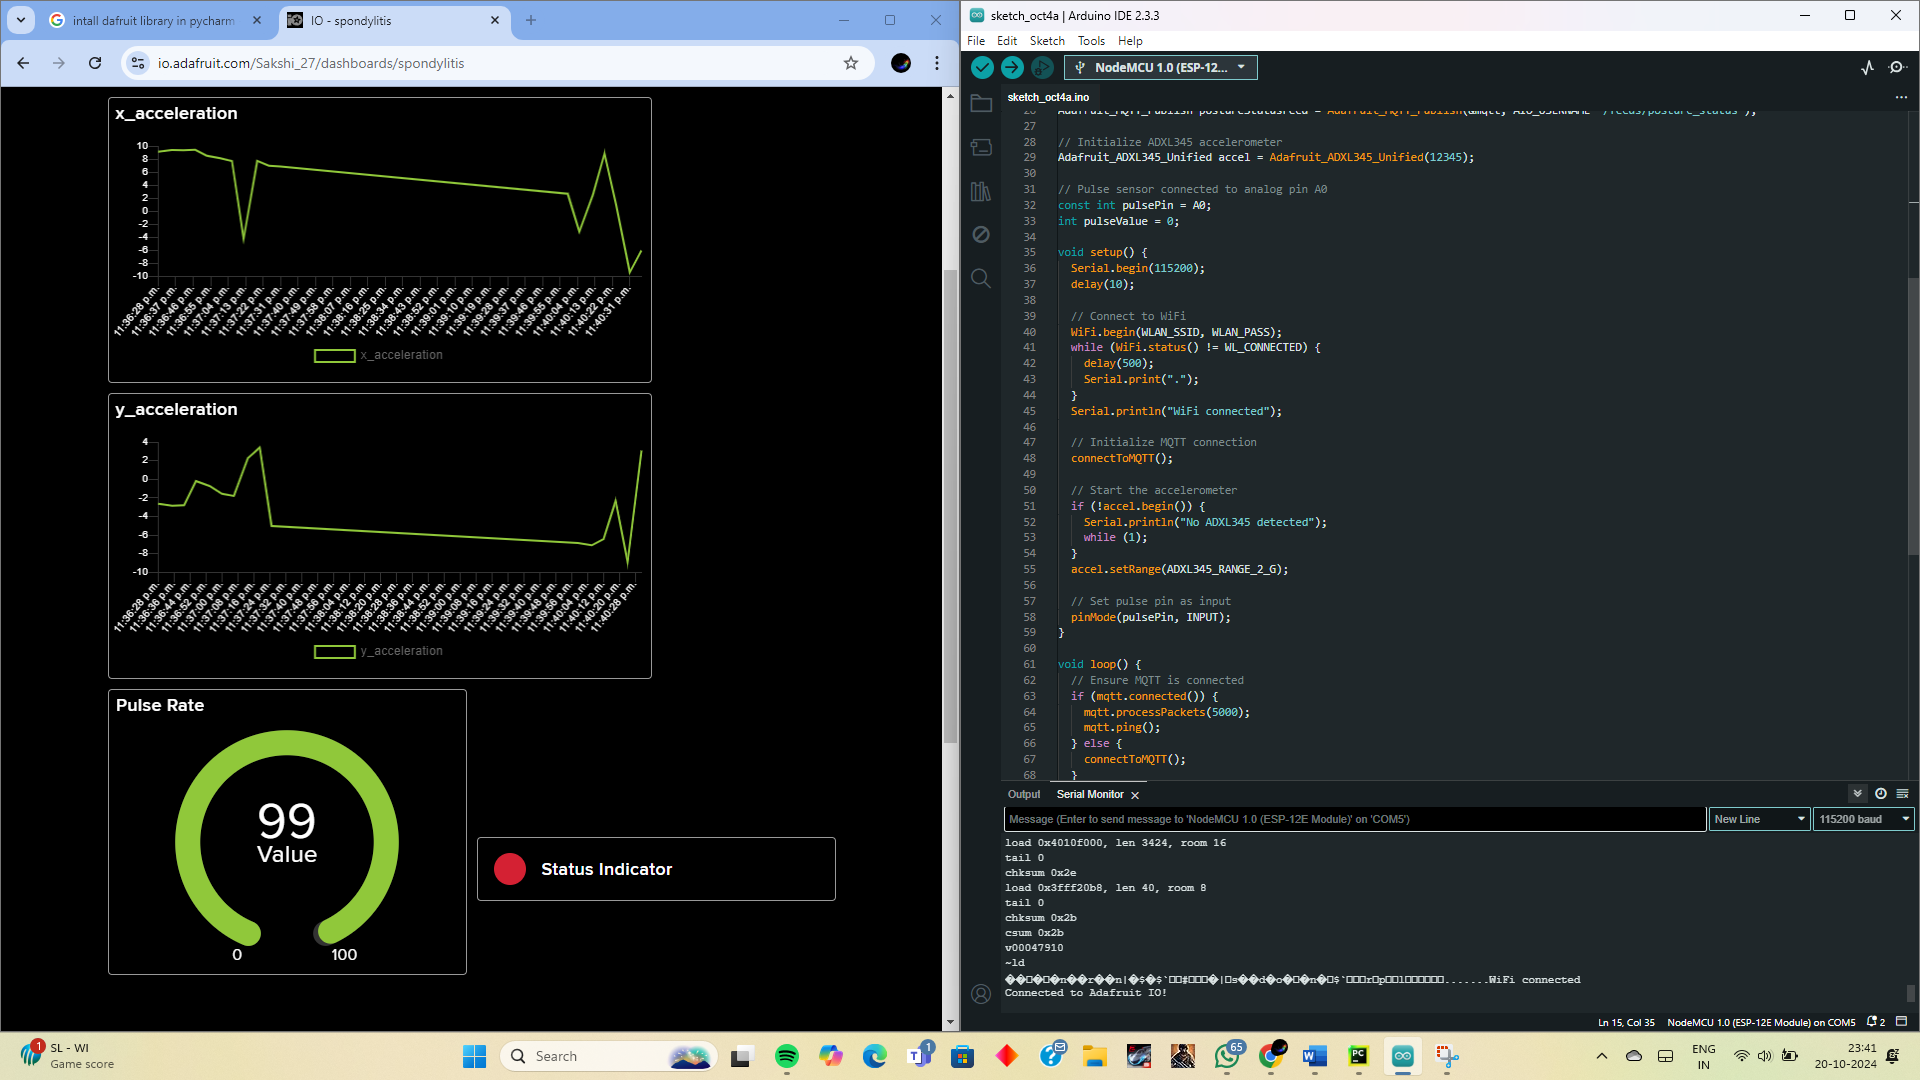 intall dafruit library in pycharm
IO - spondylitis
io.adafruit.com/Sakshi_27/dashboards/spondylitis
x_acceleration
10
8
6
4
2
0
-2
-4
-6
-8
-10
11:36:28 p.m.
11:36:37 p.m.
11:36:46 p.m.
11:36:55 p.m.
11:37:04 p.m.
11:37:13 p.m.
11:37:22 p.m.
11:37:31 p.m.
11:37:40 p.m.
11:37:49 p.m.
11:37:58 p.m.
11:38:07 p.m.
11:38:16 p.m.
11:38:25 p.m.
11:38:34 p.m.
11:38:43 p.m.
11:38:52 p.m.
11:39:01 p.m.
11:39:10 p.m.
11:39:19 p.m.
11:39:28 p.m.
11:39:37 p.m.
11:39:46 p.m.
11:39:55 p.m.
11:40:04 p.m.
11:40:13 p.m.
11:40:22 p.m.
11:40:31 p.m.
x_acceleration
y_acceleration
4
2
0
-2
-4
-6
-8
-10
11:36:28 p.m.
11:36:36 p.m.
11:36:44 p.m.
11:36:52 p.m.
11:37:00 p.m.
11:37:08 p.m.
11:37:16 p.m.
11:37:24 p.m.
11:37:32 p.m.
11:37:40 p.m.
11:37:48 p.m.
11:37:56 p.m.
11:38:04 p.m.
11:38:12 p.m.
11:38:20 p.m.
11:38:28 p.m.
11:38:36 p.m.
11:38:44 p.m.
11:38:52 p.m.
11:39:00 p.m.
11:39:08 p.m.
11:39:16 p.m.
11:39:24 p.m.
11:39:32 p.m.
11:39:40 p.m.
11:39:48 p.m.
11:39:56 p.m.
11:40:04 p.m.
11:40:12 p.m.
11:40:20 p.m.
11:40:28 p.m.
y_acceleration
Pulse Rate
99
Value
0
100
Status Indicator
sketch_oct4a | Arduino IDE 2.3.3
File Edit Sketch Tools Help
NodeMCU 1.0 (ESP-12...
sketch_oct4a.ino
27
28 // Initialize ADXL345 accelerometer
29 Adafruit_ADXL345_Unified accel = Adafruit_ADXL345_Unified(12345);
30
31 // Pulse sensor connected to analog pin A0
32 const int pulsePin = A0;
33 int pulseValue = 0;
34
35 void setup() {
36 Serial.begin(115200);
37 delay(10);
38
39 // Connect to WiFi
40 WiFi.begin(WLAN_SSID, WLAN_PASS);
41 while (WiFi.status() != WL_CONNECTED) {
42 delay(500);
43 Serial.print(".");
44 }
45 Serial.println("WiFi connected");
46
47 // Initialize MQTT connection
48 connectToMQTT();
49
50 // Start the accelerometer
51 if (!accel.begin()) {
52 Serial.println("No ADXL345 detected");
53 while (1);
54 }
55 accel.setRange(ADXL345_RANGE_2_G);
56
57 // Set pulse pin as input
58 pinMode(pulsePin, INPUT);
59 }
60
61 void loop() {
62 // Ensure MQTT is connected
63 if (mqtt.connected()) {
64 mqtt.processPackets(5000);
65 mqtt.ping();
66 } else {
67 connectToMQTT();
68 }
Output Serial Monitor
Message (Enter to send message to 'NodeMCU 1.0 (ESP-12E Module)' on 'COM5')
New Line
115200 baud
load 0x4010f000, len 3424, room 16
tail 0
chksum 0x2e
load 0x3fff20b8, len 40, room 8
tail 0
chksum 0x2b
csum 0x2b
v00047910
~ld
.......WiFi connected
Connected to Adafruit IO!
Ln 15, Col 35 NodeMCU 1.0 (ESP-12E Module) on COM5 2
1
SL - WI
Game score
Search
1
65
PC
ENG
IN
23:41
20-10-2024